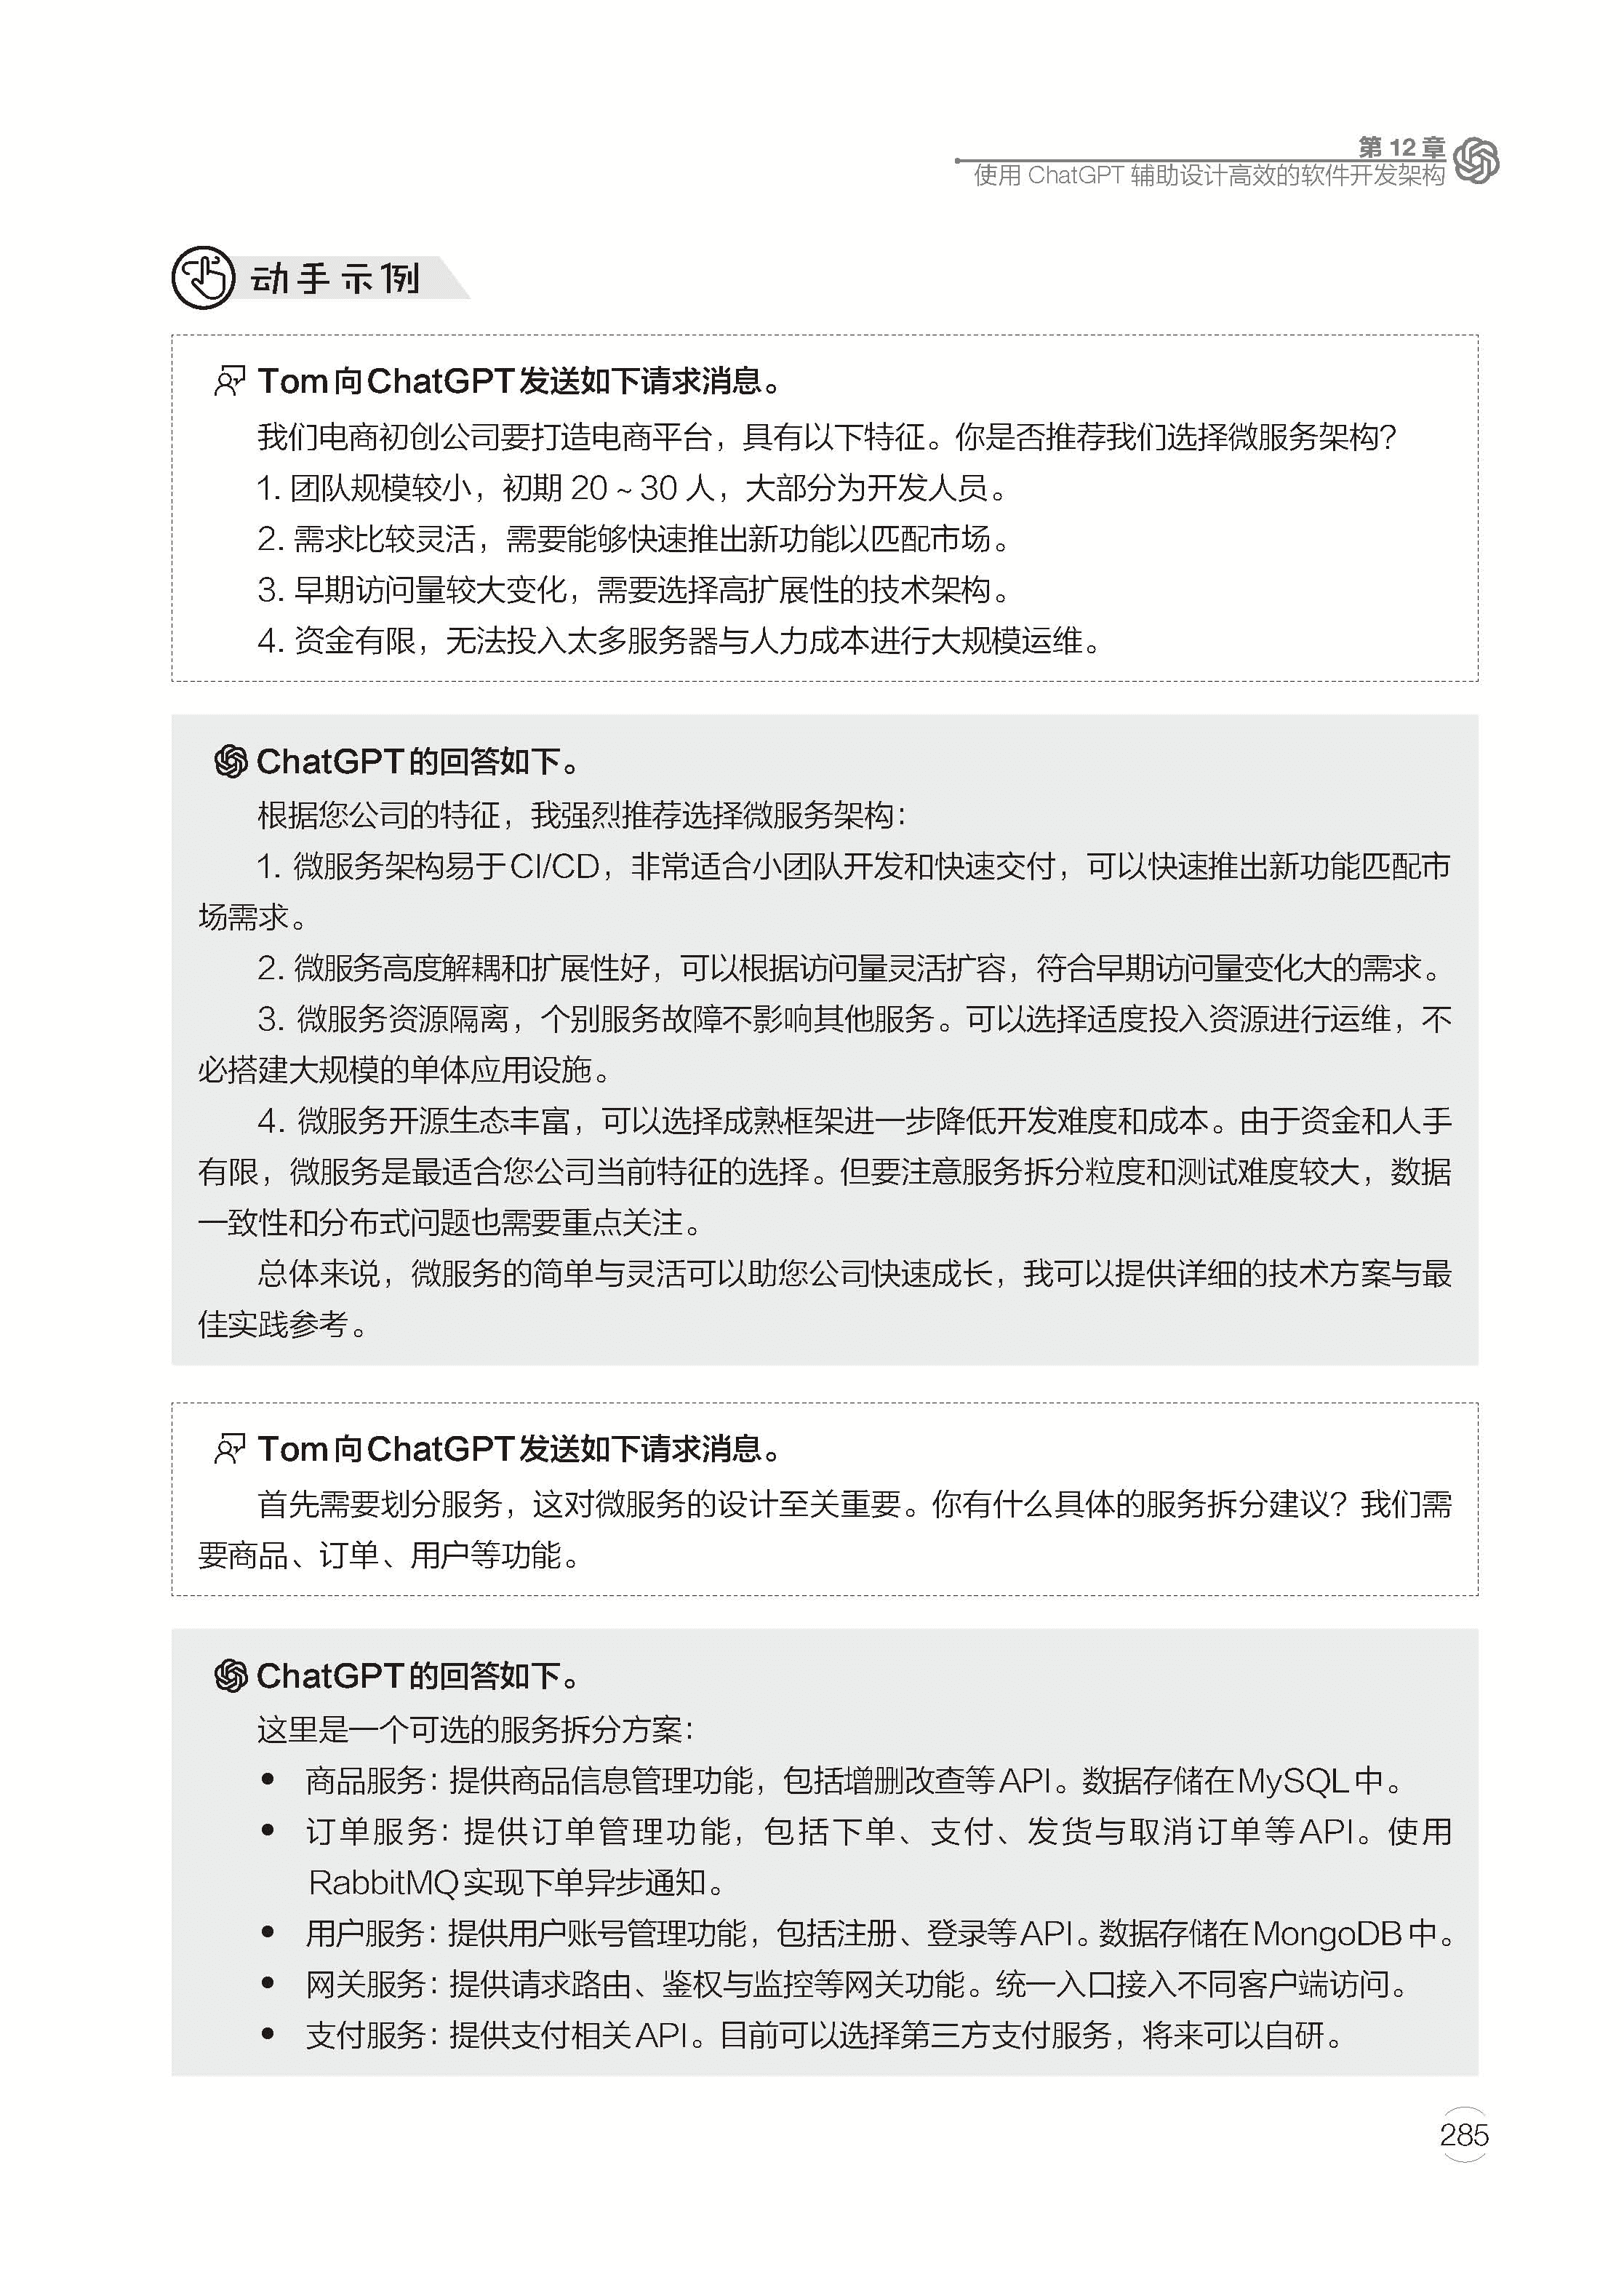 第 12 章
使用 ChatGPT 辅助设计高效的软件开发架构
动手示例
Tom向ChatGPT发送如下请求消息。
我们电商初创公司要打造电商平台，具有以下特征。你是否推荐我们选择微服务架构？
1. 团队规模较小，初期 20 ~ 30 人，大部分为开发人员。
2. 需求比较灵活，需要能够快速推出新功能以匹配市场。
3. 早期访问量较大变化，需要选择高扩展性的技术架构。
4. 资金有限，无法投入太多服务器与人力成本进行大规模运维。
ChatGPT的回答如下。
根据您公司的特征，我强烈推荐选择微服务架构：
1. 微服务架构易于CI/CD，非常适合小团队开发和快速交付，可以快速推出新功能匹配市
场需求。
2. 微服务高度解耦和扩展性好，可以根据访问量灵活扩容，符合早期访问量变化大的需求。
3. 微服务资源隔离，个别服务故障不影响其他服务。可以选择适度投入资源进行运维，不
必搭建大规模的单体应用设施。
4. 微服务开源生态丰富，可以选择成熟框架进一步降低开发难度和成本。由于资金和人手
有限，微服务是最适合您公司当前特征的选择。但要注意服务拆分粒度和测试难度较大，数据
一致性和分布式问题也需要重点关注。
总体来说，微服务的简单与灵活可以助您公司快速成长，我可以提供详细的技术方案与最
佳实践参考。
Tom向ChatGPT发送如下请求消息。
首先需要划分服务，这对微服务的设计至关重要。你有什么具体的服务拆分建议？我们需
要商品、订单、用户等功能。
ChatGPT的回答如下。
这里是一个可选的服务拆分方案：
• 商品服务：提供商品信息管理功能，包括增删改查等API。数据存储在MySQL中。
• 订单服务：提供订单管理功能，包括下单、支付、发货与取消订单等API。使用
RabbitMQ实现下单异步通知。
• 用户服务：提供用户账号管理功能，包括注册、登录等API。数据存储在MongoDB中。
• 网关服务：提供请求路由、鉴权与监控等网关功能。统一入口接入不同客户端访问。
• 支付服务：提供支付相关API。目前可以选择第三方支付服务，将来可以自研。
285